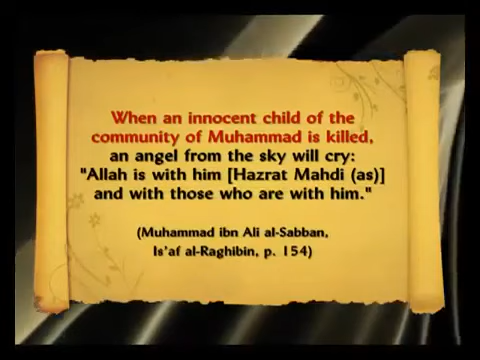 When an innocent child of the
community of Muhammad is killed,
an angel from the sky will cry:
"Allah is with him [Hazrat Mahdi (as)]
and with those who are with him."
(Muhammad ibn Ali al-Sabban,
Is'af al-Raghibin, p. 154)